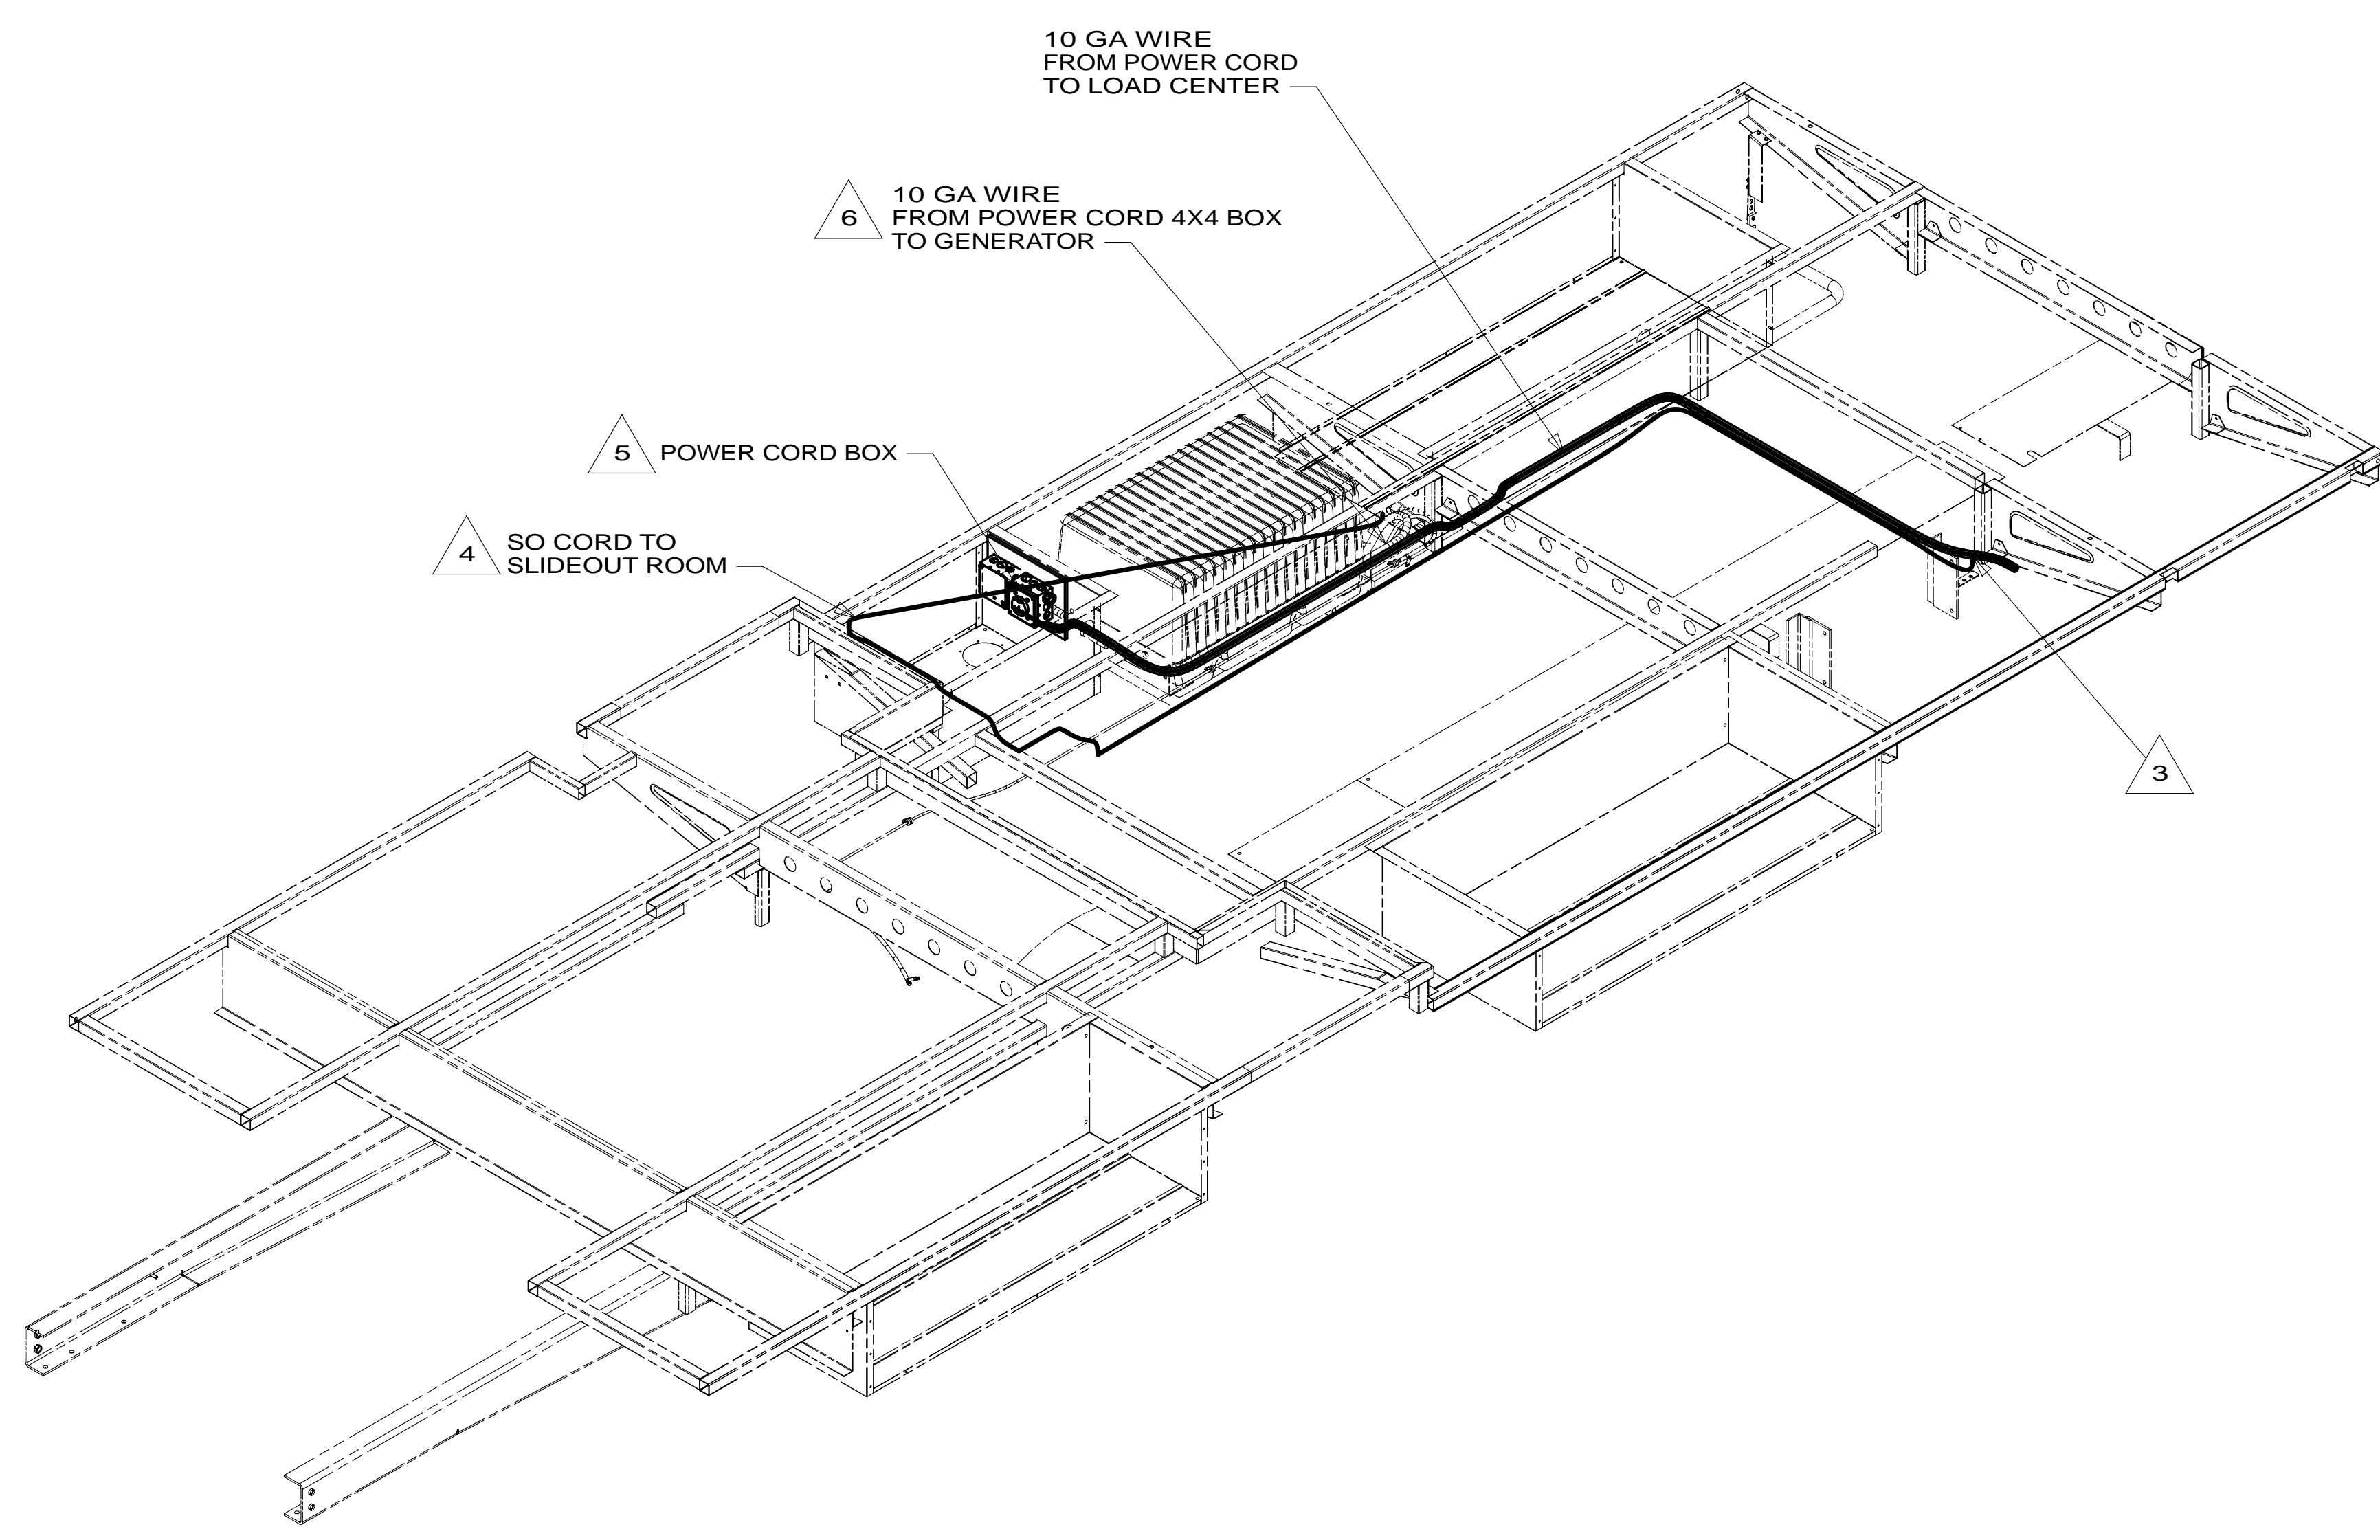 10 GA WIRE
FROM POWER CORD
TO LOAD CENTER
6
10 GA WIRE
FROM POWER CORD 4X4 BOX
TO GENERATOR
5
POWER CORD BOX
4
SO CORD TO
SLIDEOUT ROOM
3